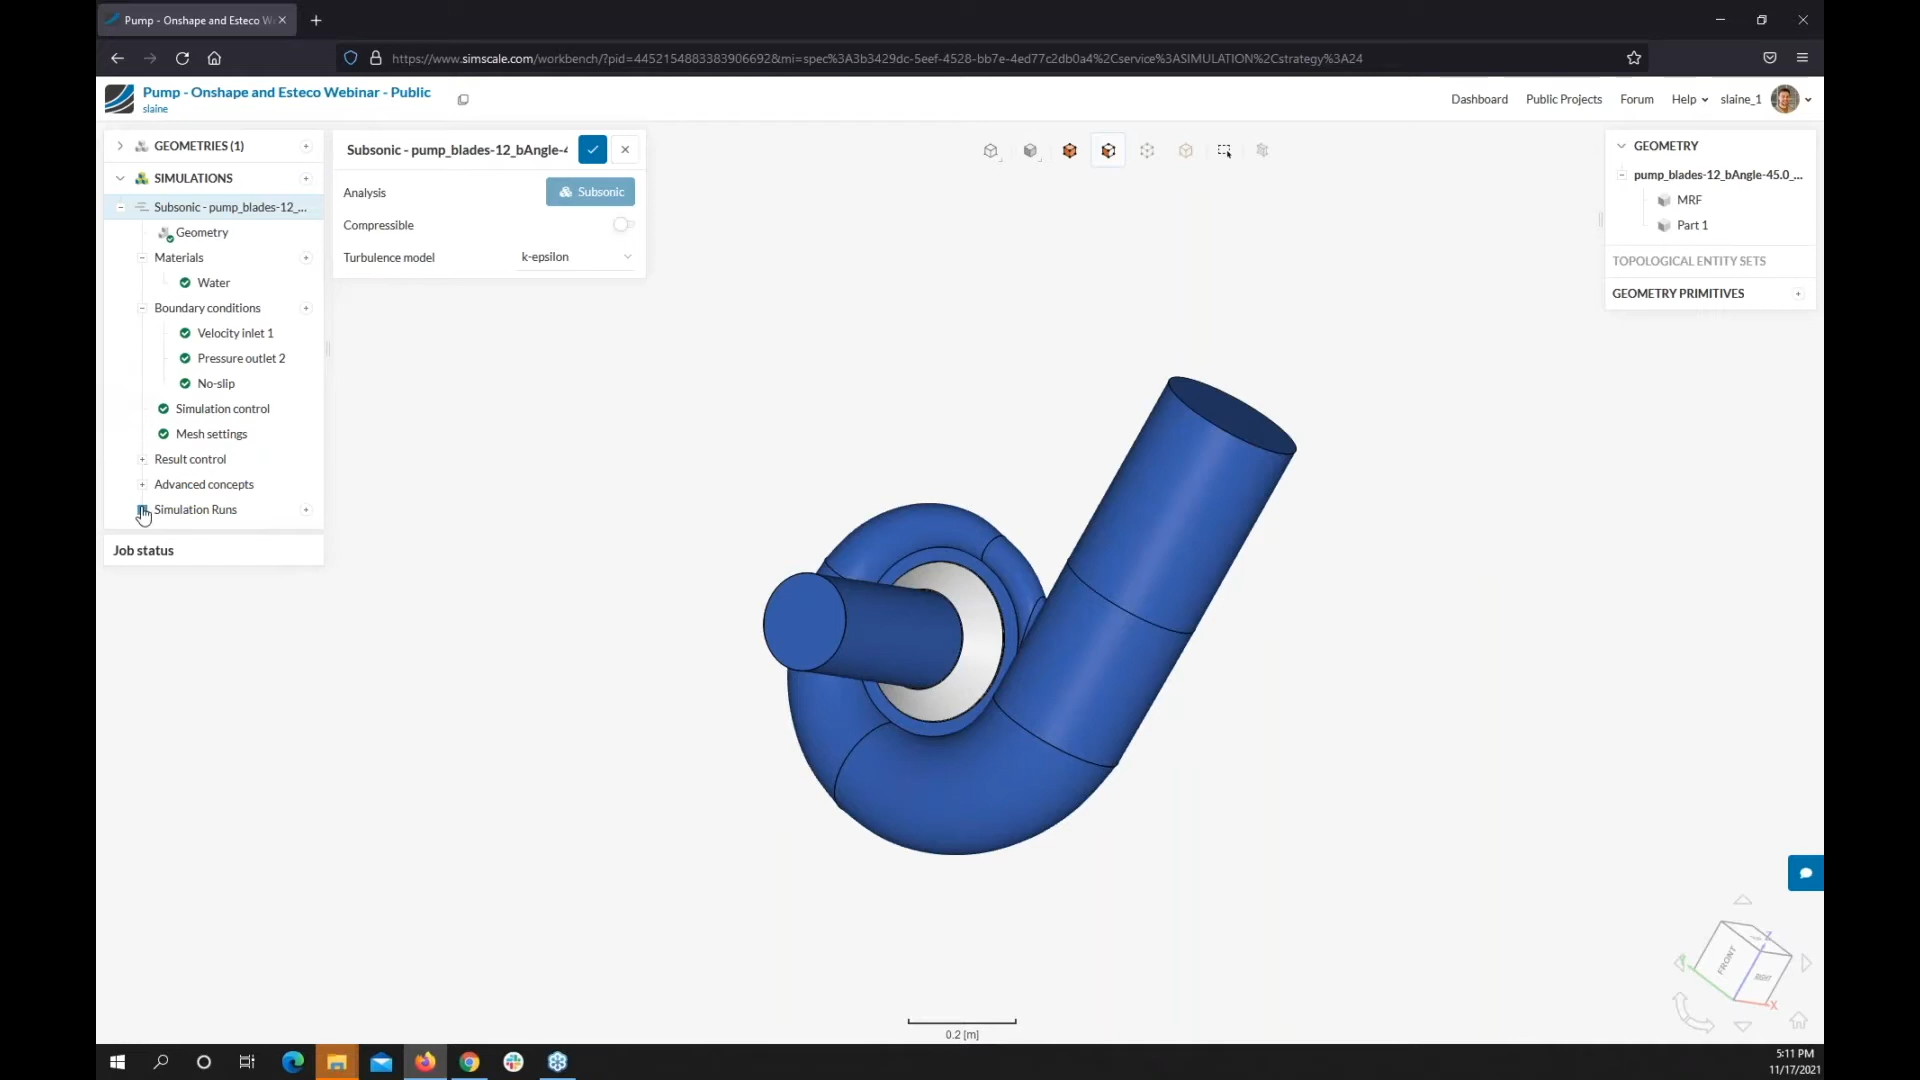 Pump - Onshape and Esteco W
https://www.simscale.com/workbench/?pid=4452154883383906692&mi=spec%3A3b3429dc-5eef-4528-bb7e-4ed77c2db0a4%2Cservice%3ASIMULATION%2Cstrategy%3A24
Pump - Onshape and Esteco Webinar - Public
slaine
Dashboard Public Projects Forum Help slaine_1
GEOMETRIES (1)
SIMULATIONS
Subsonic - pump_blades-12_...
Geometry
Materials
Water
Boundary conditions
Velocity inlet 1
Pressure outlet 2
No-slip
Simulation control
Mesh settings
Result control
Advanced concepts
Simulation Runs
Job status
Subsonic - pump_blades-12_bAngle-4
Analysis Subsonic
Compressible
Turbulence model k-epsilon
GEOMETRY
pump_blades-12_bAngle-45.0_...
MRF
Part 1
TOPOLOGICAL ENTITY SETS
GEOMETRY PRIMITIVES
FRONT
RIGHT
Z
X
0.2 [m]
5:11 PM
11/17/2021